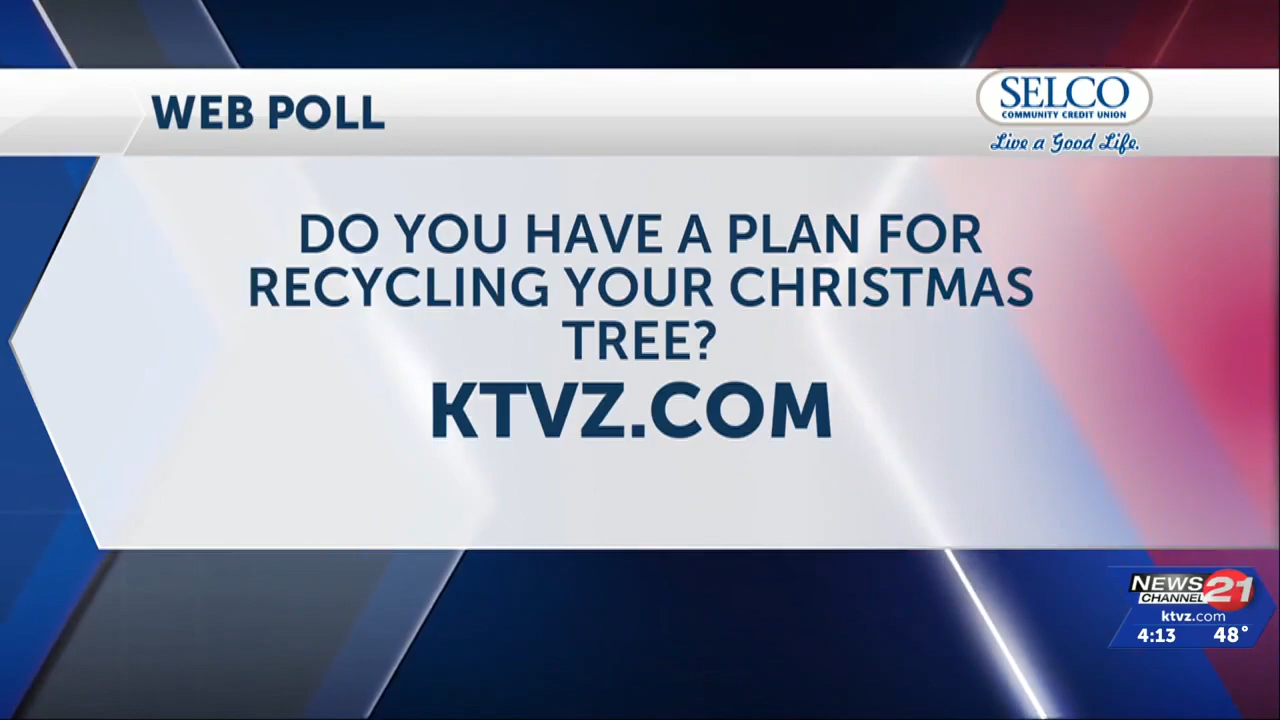 WEB POLL
SELCO
COMMUNITY CREDIT UNION
Live a Good Life.
DO YOU HAVE A PLAN FOR
RECYCLING YOUR CHRISTMAS
TREE?
KTVZ.COM
NEWS
CHANNEL 21
ktvz.com
4:13 48°